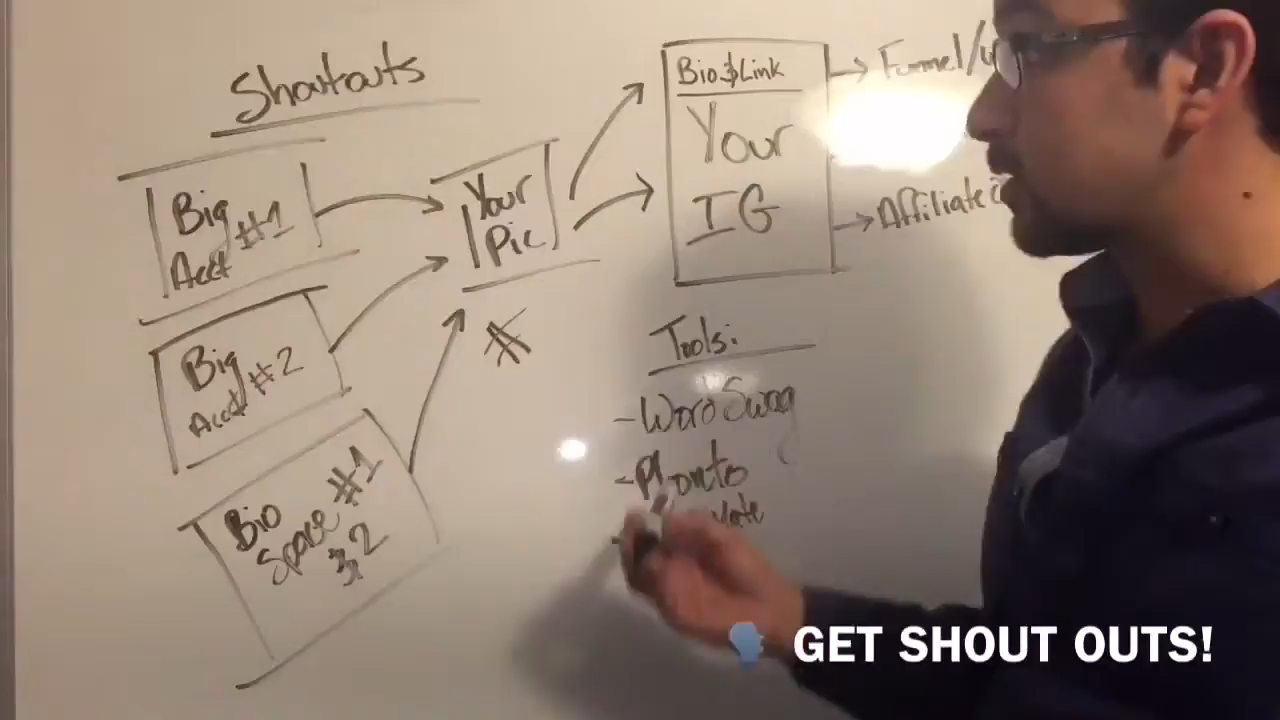 Shoutouts
Big
Acct #1
Big
Acct #2
Bio
Space #1
& 2
Your
Pic
Bio & Link
Your
IG
Funnel/
Affiliate
Tools:
- Word Swag
- Phonto
GET SHOUT OUTS!